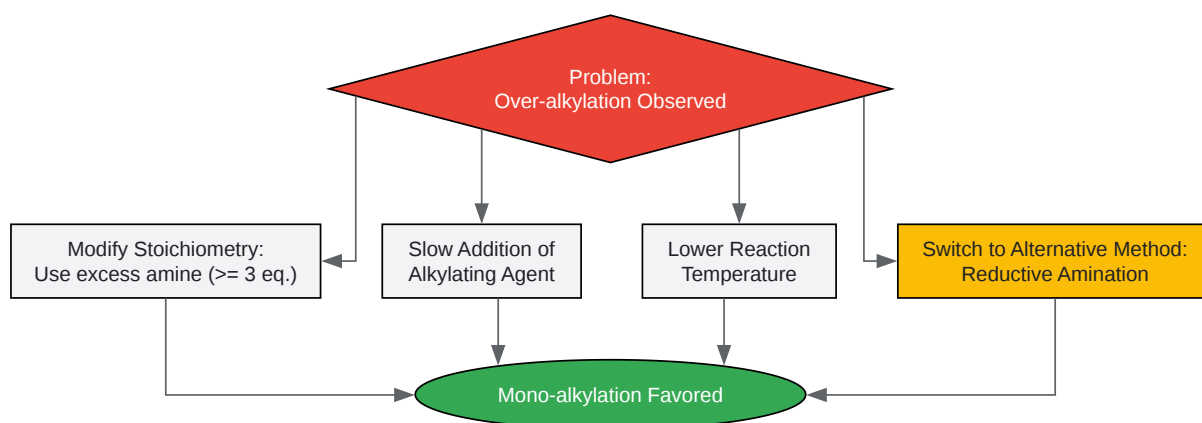 Problem:
Over-alkylation Observed
Modify Stoichiometry:
Use excess amine (>= 3 eq.)
Slow Addition of
Alkylating Agent
Lower Reaction
Temperature
Switch to Alternative Method:
Reductive Amination
Mono-alkylation Favored